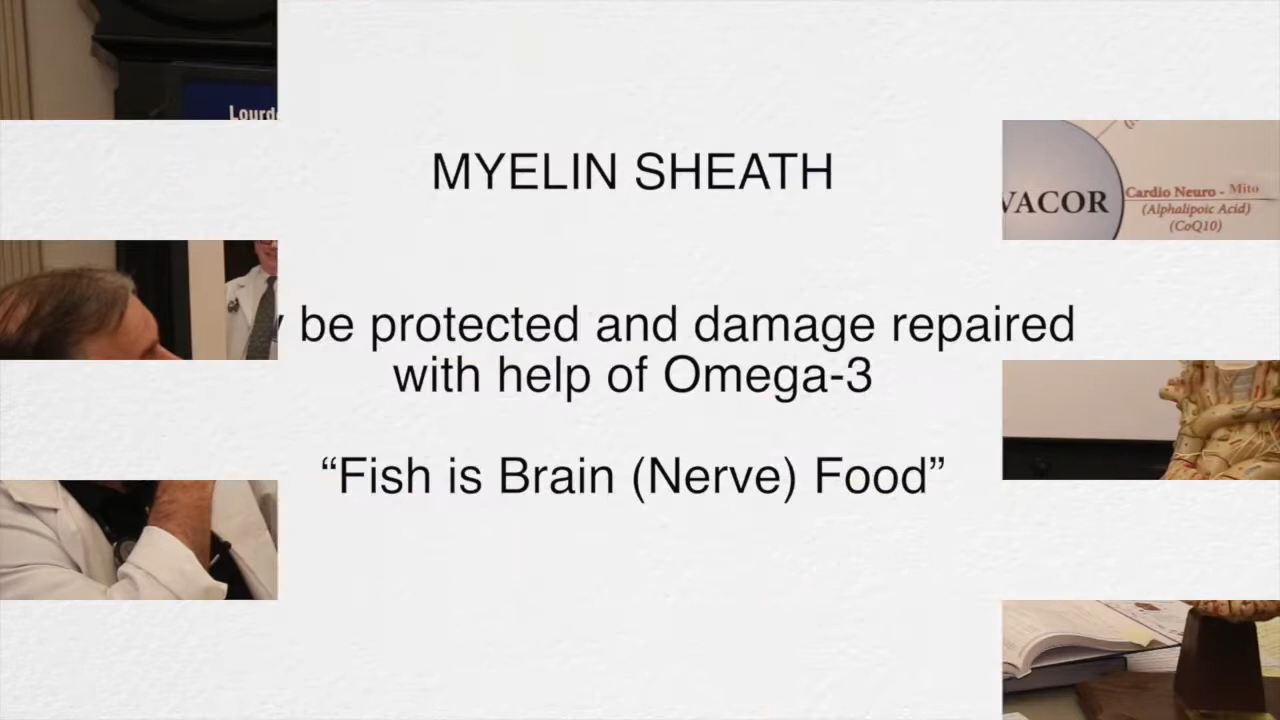 MYELIN SHEATH
be protected and damage repaired
with help of Omega-3
“Fish is Brain (Nerve) Food”
VACOR
Cardio Neuro - Mito
(Alphalipoic Acid)
(CoQ10)